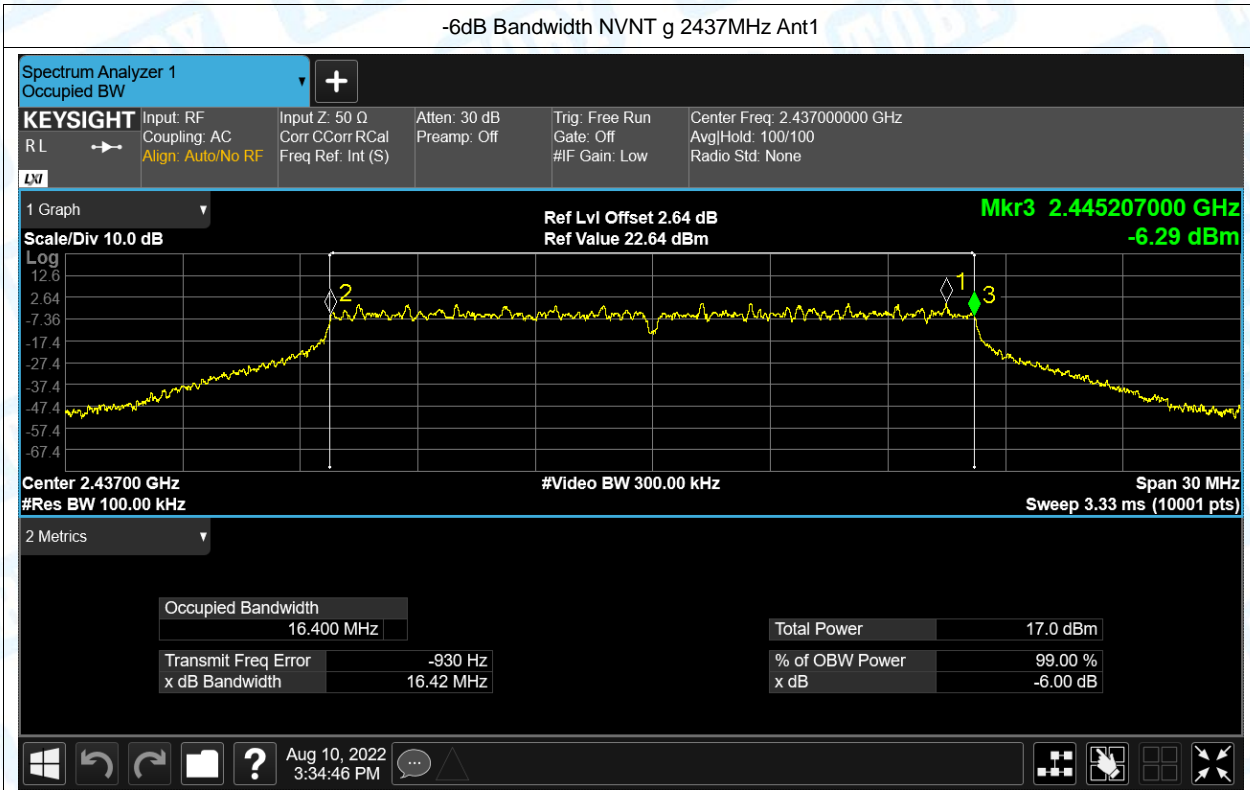 -6dB Bandwidth NVNT g 2437MHz Ant1
Spectrum Analyzer 1
Occupied BW
+
KEYSIGHT
R L
LXI
Input: RF
Coupling: AC
Align: Auto/No RF
Input Z: 50 Ω
Corr CCorr RCal
Freq Ref: Int (S)
Atten: 30 dB
Preamp: Off
Trig: Free Run
Gate: Off
#IF Gain: Low
Center Freq: 2.437000000 GHz
Avg|Hold: 100/100
Radio Std: None
1 Graph
Scale/Div 10.0 dB
Ref Lvl Offset 2.64 dB
Ref Value 22.64 dBm
Mkr3 2.445207000 GHz
-6.29 dBm
Log
12.6
2.64
-7.36
-17.4
-27.4
-37.4
-47.4
-57.4
-67.4
2
1
3
Center 2.43700 GHz
#Res BW 100.00 kHz
#Video BW 300.00 kHz
Span 30 MHz
Sweep 3.33 ms (10001 pts)
2 Metrics
Occupied Bandwidth
16.400 MHz
Transmit Freq Error -930 Hz
x dB Bandwidth 16.42 MHz
Total Power 17.0 dBm
% of OBW Power 99.00 %
x dB -6.00 dB
?
Aug 10, 2022
3:34:46 PM